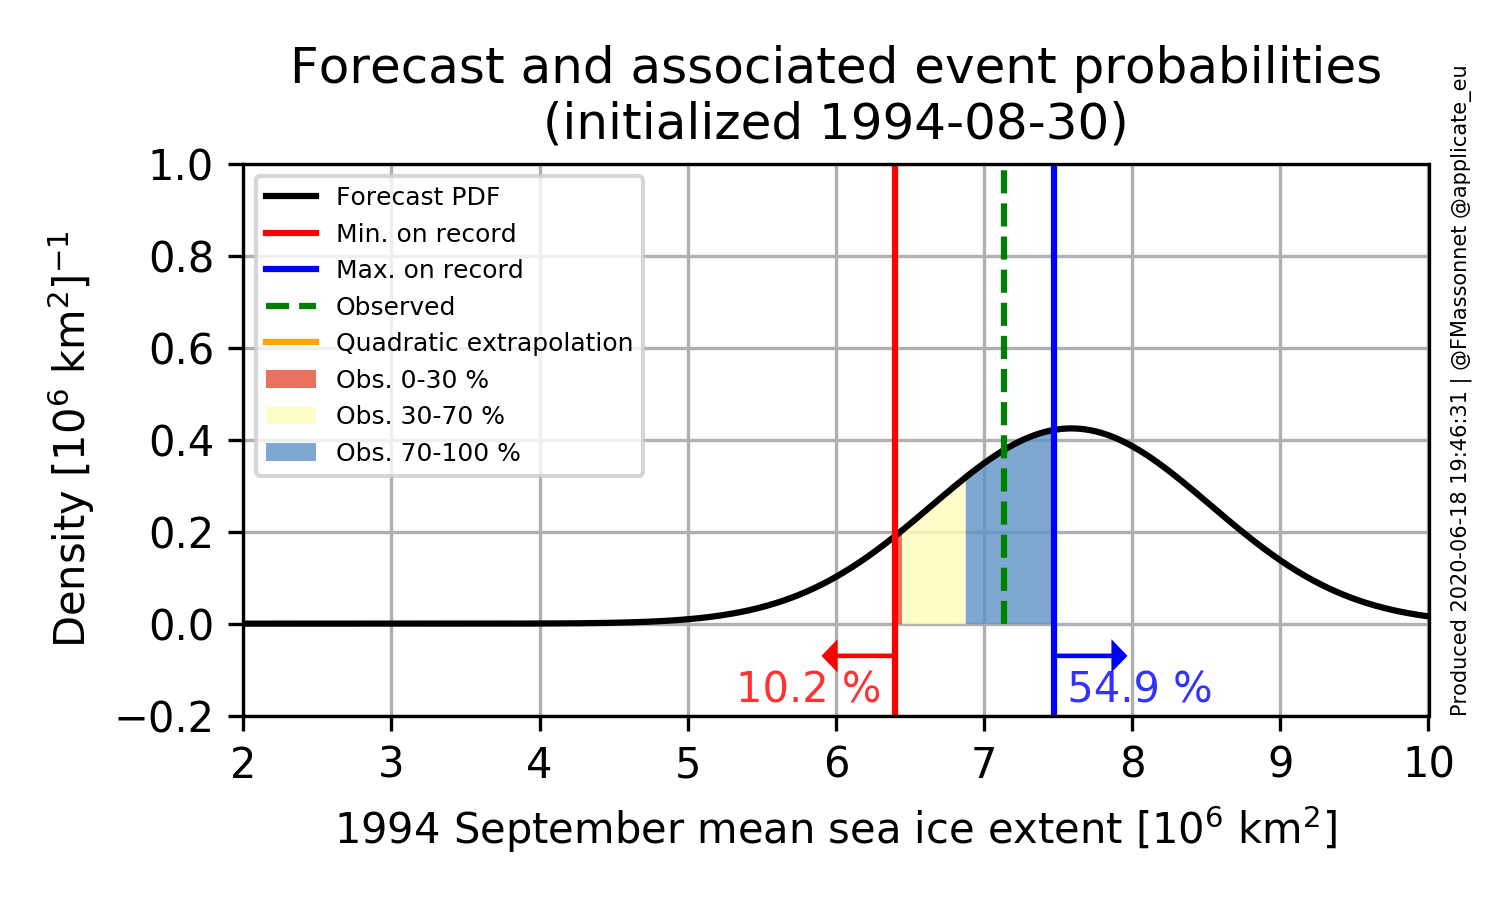 Forecast and associated event probabilities
(initialized 1994-08-30)
Density [10⁶ km²]⁻¹
1.0
0.8
0.6
0.4
0.2
0.0
−0.2
Forecast PDF
Min. on record
Max. on record
Observed
Quadratic extrapolation
Obs. 0-30 %
Obs. 30-70 %
Obs. 70-100 %
10.2 %
54.9 %
2 3 4 5 6 7 8 9 10
1994 September mean sea ice extent [10⁶ km²]
Produced 2020-06-18 19:46:31 | @FMassonnet @applicate_eu